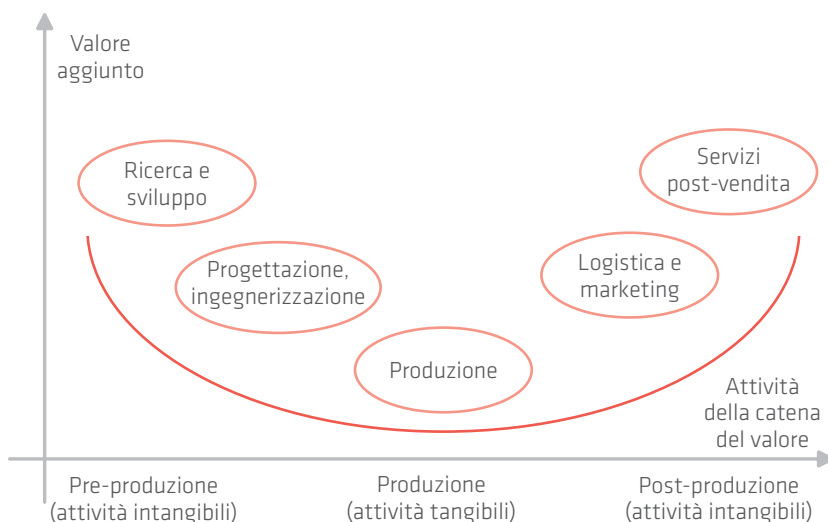 Valore
aggiunto
Ricerca e
sviluppo
Servizi
post-vendita
Progettazione,
ingegnerizzazione
Logistica e
marketing
Produzione
Attività
della catena
del valore
Pre-produzione
(attività intangibili)
Produzione
(attività tangibili)
Post-produzione
(attività intangibili)